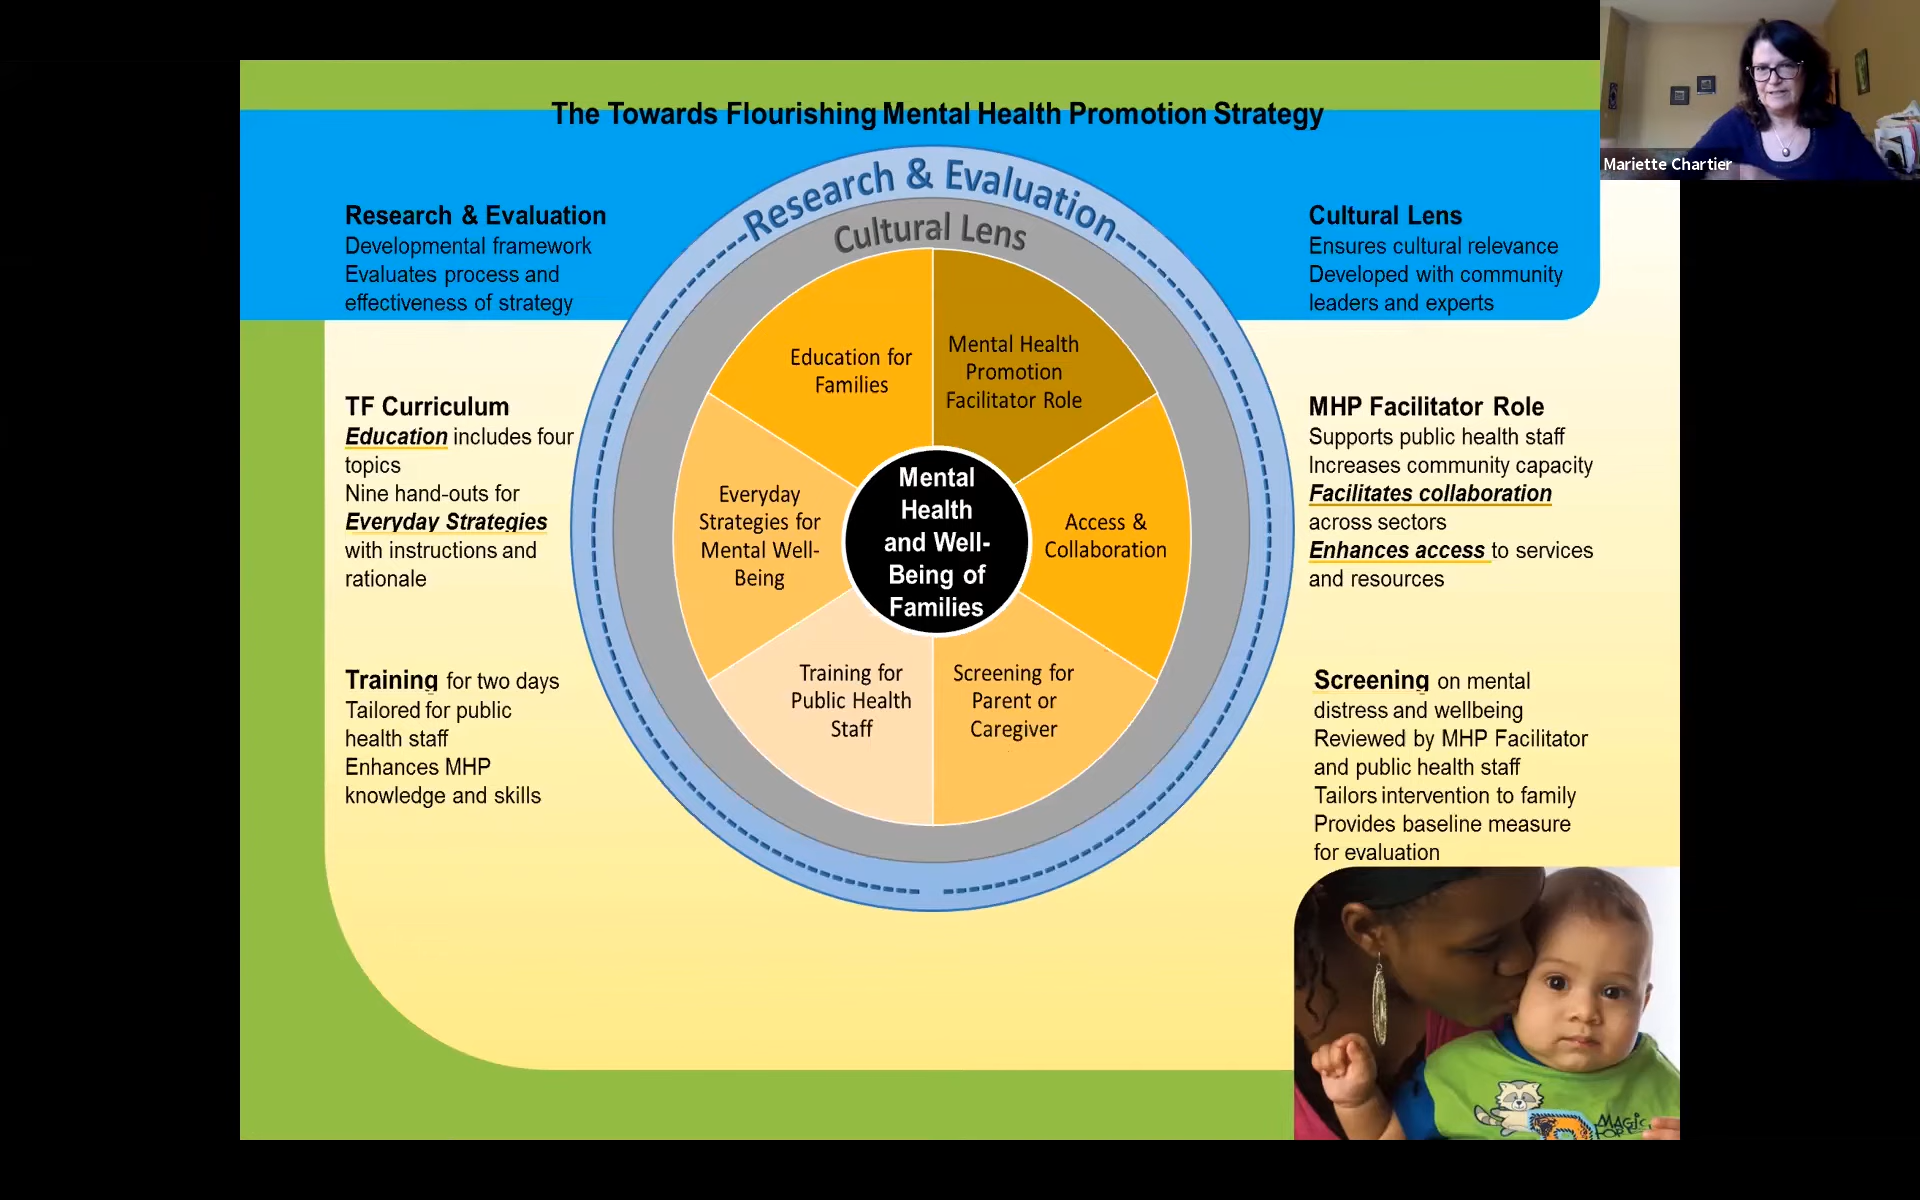 Mariette Chartier
The Towards Flourishing Mental Health Promotion Strategy
Research & Evaluation
Cultural Lens
Research & Evaluation
Developmental framework
Evaluates process and
effectiveness of strategy
Cultural Lens
Ensures cultural relevance
Developed with community
leaders and experts
TF Curriculum
Education includes four
topics
Nine hand-outs for
Everyday Strategies
with instructions and
rationale
Training for two days
Tailored for public
health staff
Enhances MHP
knowledge and skills
Education for
Families
Mental Health
Promotion
Facilitator Role
Everyday
Strategies for
Mental Well-
Being
Mental
Health
and Well-
Being of
Families
Access &
Collaboration
Training for
Public Health
Staff
Screening for
Parent or
Caregiver
MHP Facilitator Role
Supports public health staff
Increases community capacity
Facilitates collaboration
across sectors
Enhances access to services
and resources
Screening on mental
distress and wellbeing
Reviewed by MHP Facilitator
and public health staff
Tailors intervention to family
Provides baseline measure
for evaluation
MAGIC